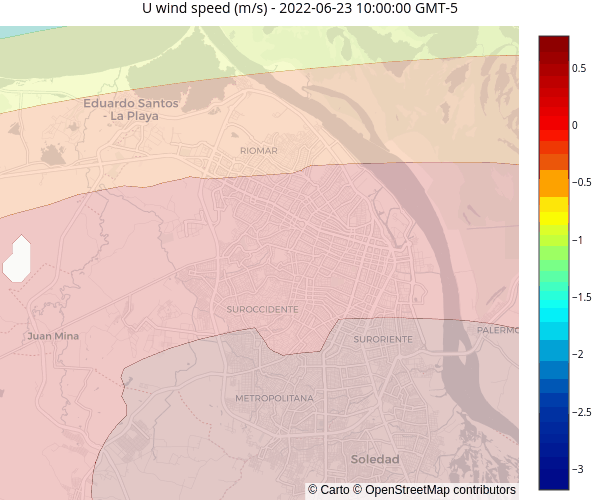 U wind speed (m/s) - 2022-06-23 10:00:00 GMT-5
Eduardo Santos
- La Playa
RIOMAR
SUROCCIDENTE
Juan Mina
SURORIENTE
PALERMO
METROPOLITANA
Soledad
© Carto © OpenStreetMap contributors
0.5
0
−0.5
−1
−1.5
−2
−2.5
−3